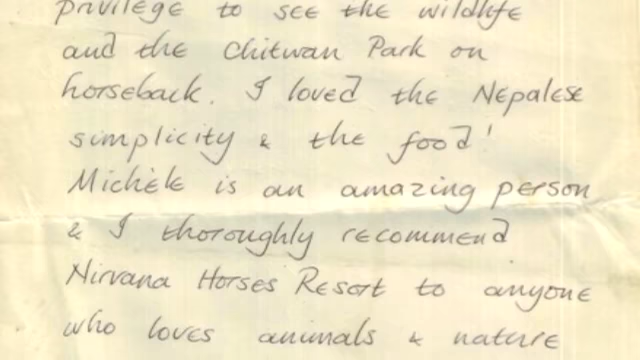 privilege to see the wildlife
and the Chitwan Park on
horseback. I loved the Nepalese
simplicity & the food!
Michèle is an amazing person
& I thoroughly recommend
Nirvana Horses Resort to anyone
who loves animals & nature